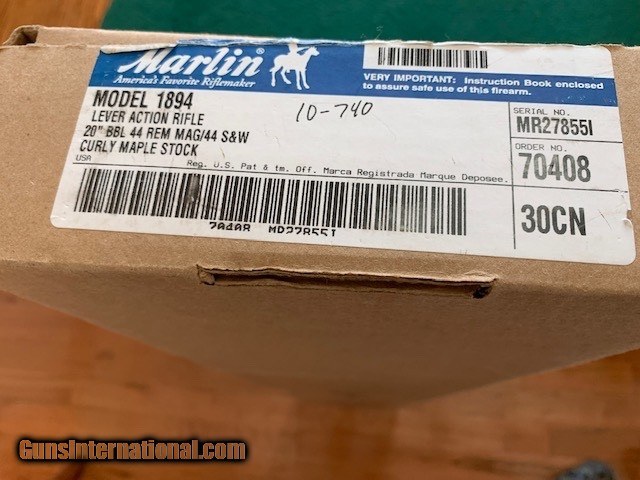 Marlin®
America's Favorite Riflemaker
VERY IMPORTANT: Instruction Book enclosed
to assure safe use of this firearm.
MODEL 1894
LEVER ACTION RIFLE
20" BBL 44 REM MAG/44 S&W
CURLY MAPLE STOCK
USA
10-740
Reg. U.S. Pat & tm. Off. Marca Registrada Marque Deposee.
SERIAL NO.
MR27855I
ORDER NO.
70408
30CN
70408 MR27855I
GunsInternational.com